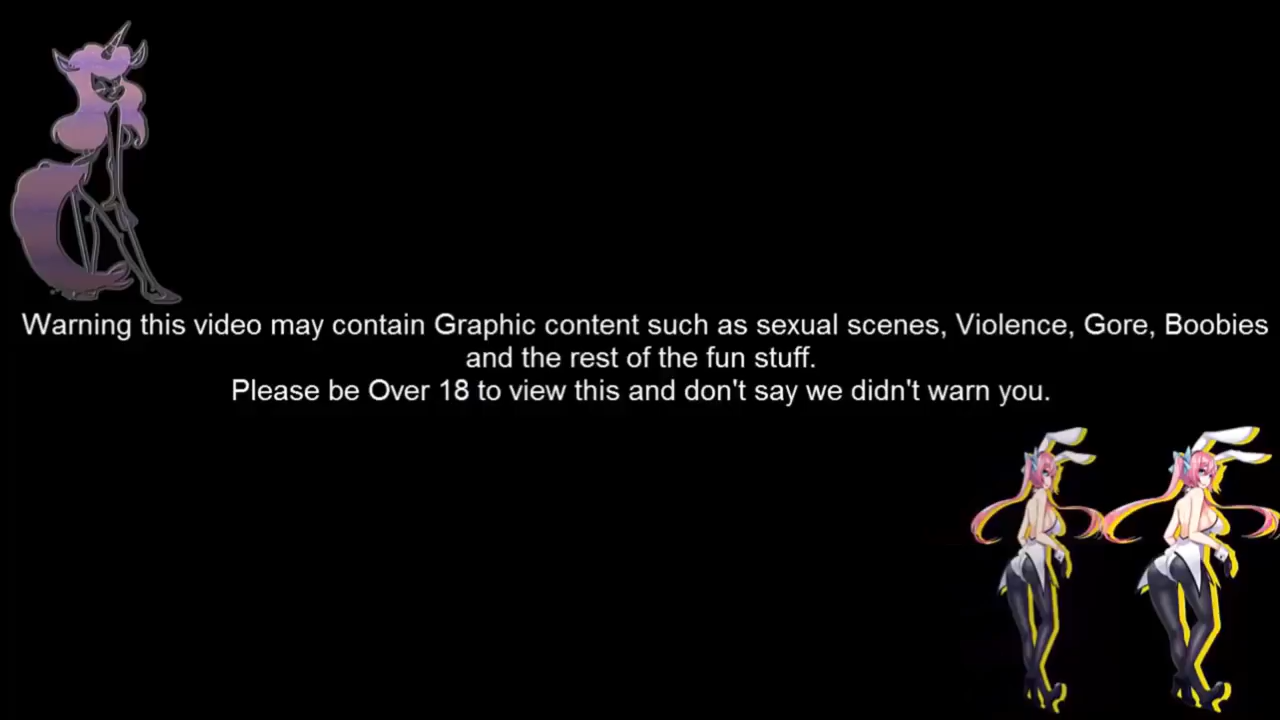 Warning this video may contain Graphic content such as sexual scenes, Violence, Gore, Boobies
and the rest of the fun stuff.
Please be Over 18 to view this and don't say we didn't warn you.